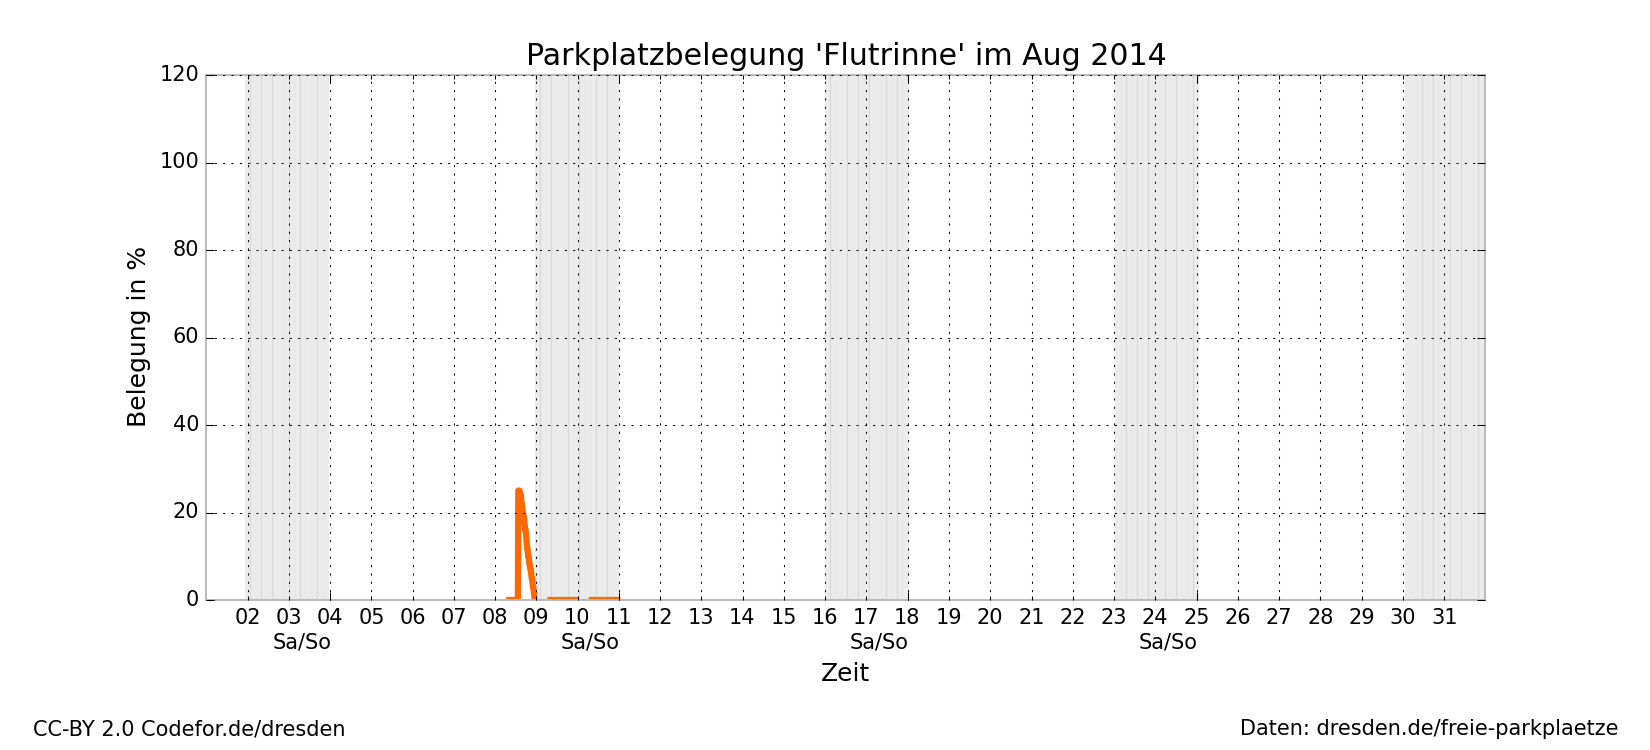 Parkplatzbelegung 'Flutrinne' im Aug 2014
120
100
80
60
40
20
0
Belegung in %
02 03 04 05 06 07 08 09 10 11 12 13 14 15 16 17 18 19 20 21 22 23 24 25 26 27 28 29 30 31
Sa/So Sa/So Sa/So Sa/So
Zeit
CC-BY 2.0 Codefor.de/dresden
Daten: dresden.de/freie-parkplaetze